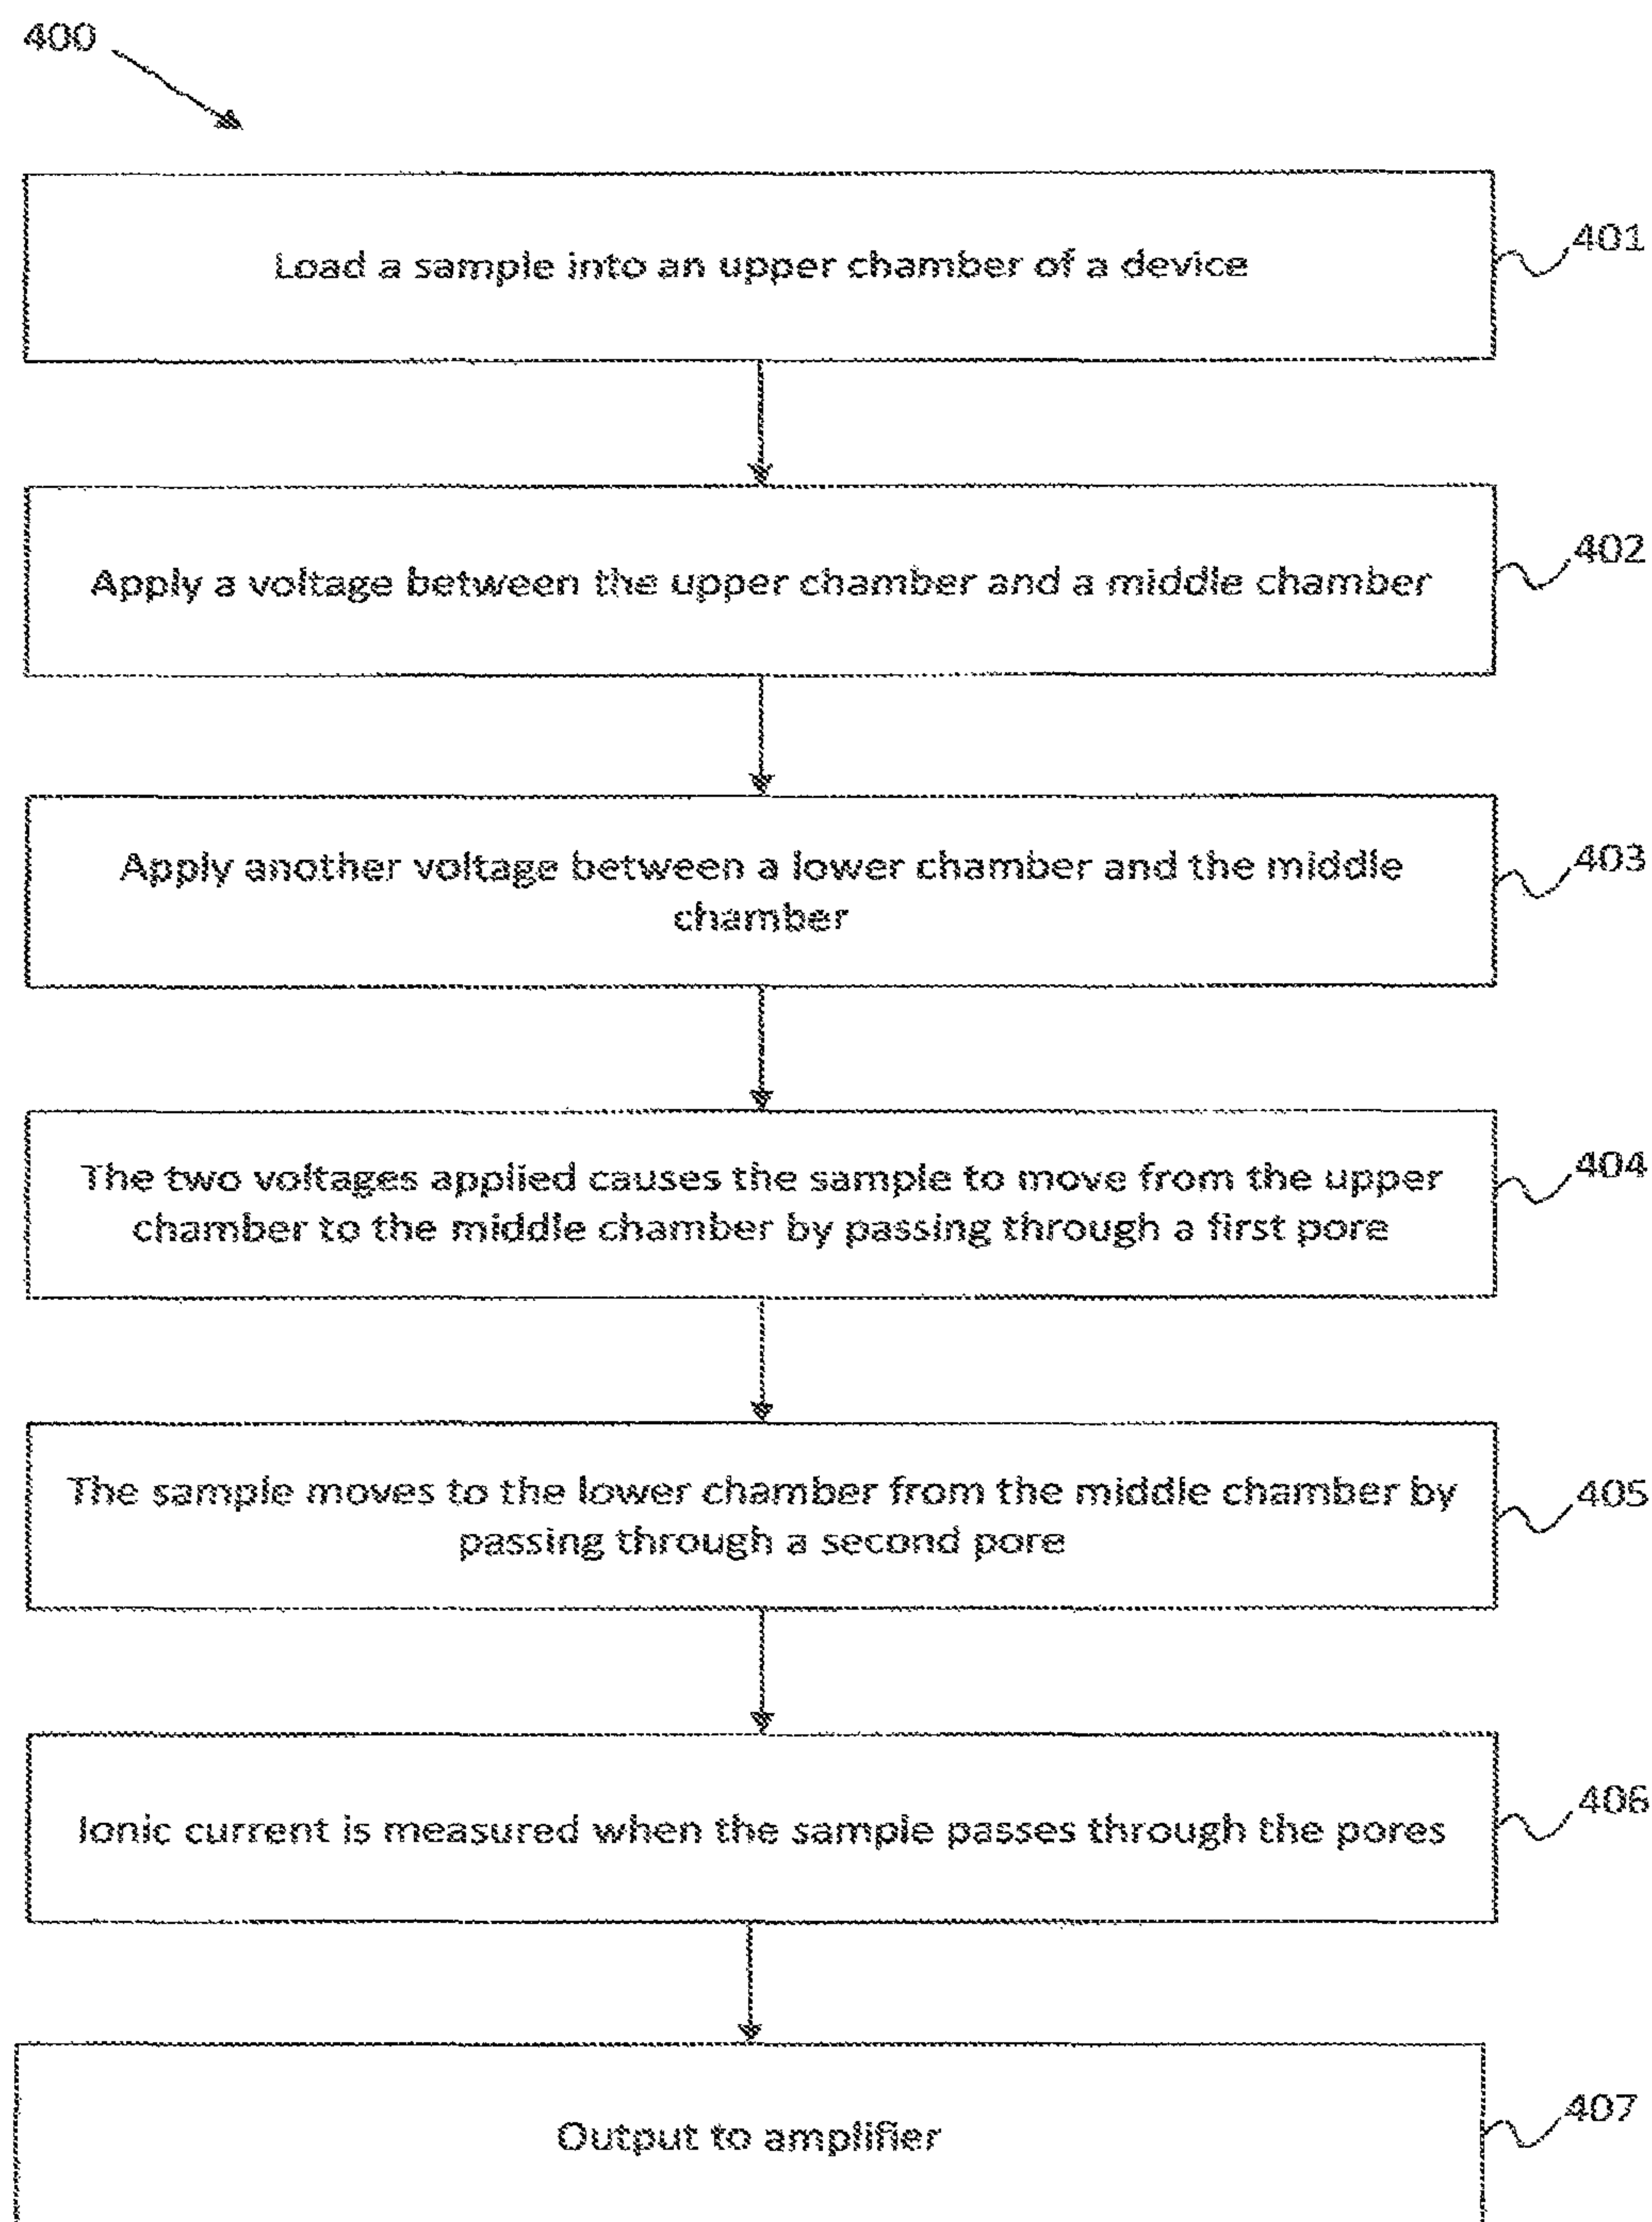 400
Load a sample into an upper chamber of a device
401
Apply a voltage between the upper chamber and a middle chamber
402
Apply another voltage between a lower chamber and the middle
chamber
403
The two voltages applied causes the sample to move from the upper
chamber to the middle chamber by passing through a first pore
404
The sample moves to the lower chamber from the middle chamber by
passing through a second pore
405
Ionic current is measured when the sample passes through the pores
406
Output to amplifier
407